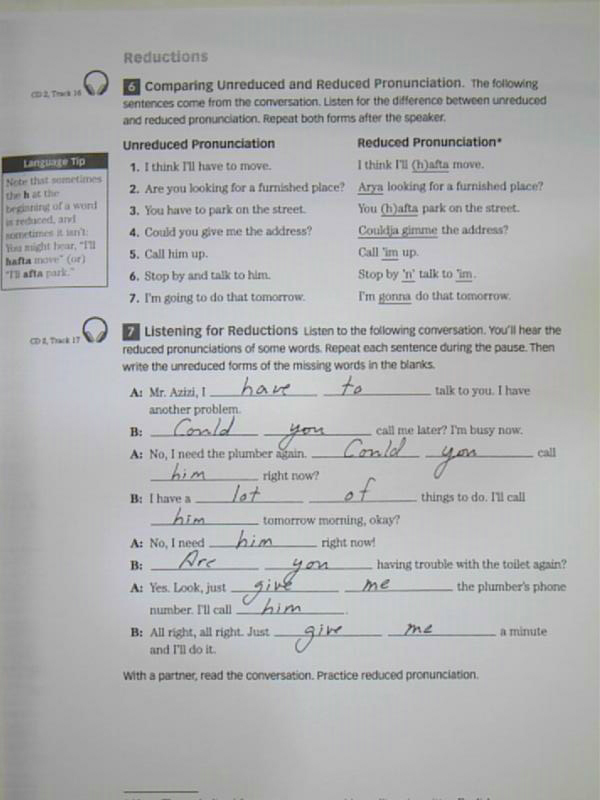 Reductions
CD 2, Track 16
6 Comparing Unreduced and Reduced Pronunciation. The following
sentences come from the conversation. Listen for the difference between unreduced
and reduced pronunciation. Repeat both forms after the speaker.
Unreduced Pronunciation Reduced Pronunciation*
1. I think I'll have to move. I think I'll (h)afta move.
2. Are you looking for a furnished place? Arya looking for a furnished place?
3. You have to park on the street. You (h)afta park on the street.
4. Could you give me the address? Couldja gimme the address?
5. Call him up. Call 'im up.
6. Stop by and talk to him. Stop by 'n' talk to 'im.
7. I'm going to do that tomorrow. I'm gonna do that tomorrow.
Language Tip
Note that sometimes
the h at the
beginning of a word
is reduced, and
sometimes it isn't.
You might hear, "I'll
hafta move" (or)
"I'll afta park."
CD 2, Track 17
7 Listening for Reductions Listen to the following conversation. You'll hear the
reduced pronunciations of some words. Repeat each sentence during the pause. Then
write the unreduced forms of the missing words in the blanks.
A: Mr. Azizi, I have to talk to you. I have
another problem.
B: Could you call me later? I'm busy now.
A: No, I need the plumber again. Could you call
him right now?
B: I have a lot of things to do. I'll call
him tomorrow morning, okay?
A: No, I need him right now!
B: Are you having trouble with the toilet again?
A: Yes. Look, just give me the plumber's phone
number. I'll call him.
B: All right, all right. Just give me a minute
and I'll do it.
With a partner, read the conversation. Practice reduced pronunciation.